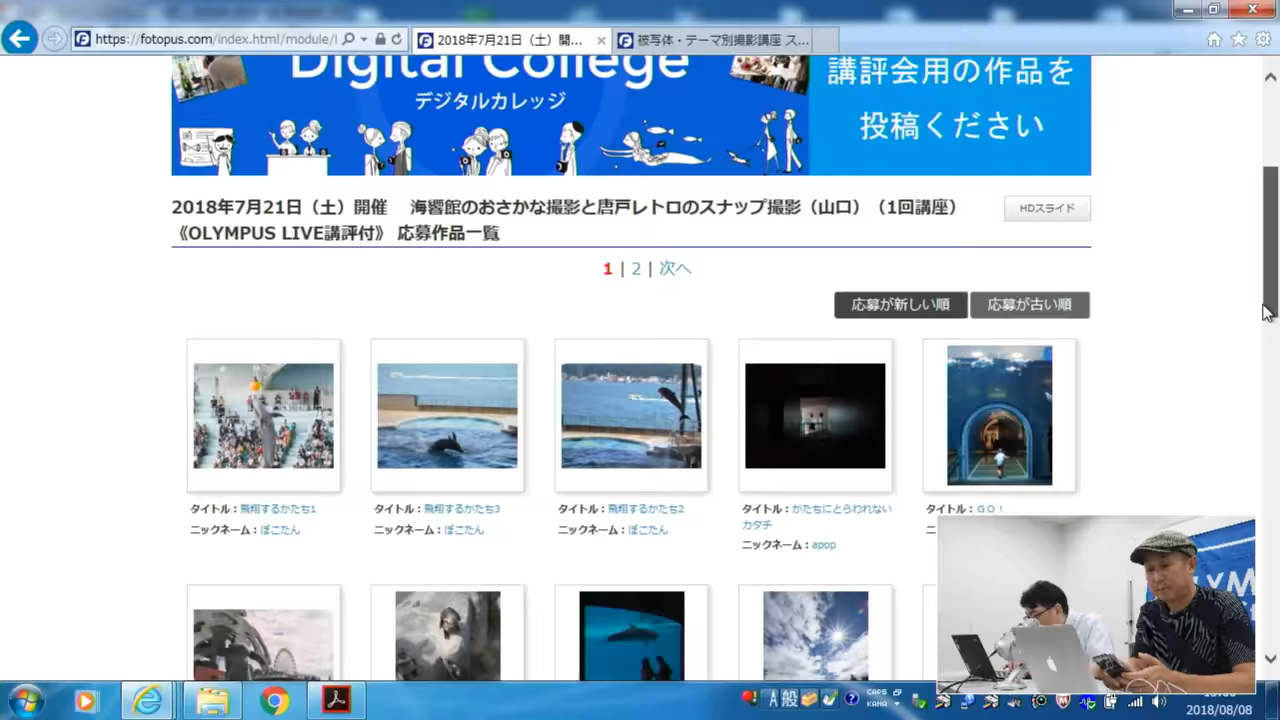 https://fotopus.com/index.html/module/
2018年7月21日（土）開...
被写体・テーマ別撮影講座 ス...
Digital College
デジタルカレッジ
講評会用の作品を
投稿ください
2018年7月21日（土）開催　海響館のおさかな撮影と唐戸レトロのスナップ撮影（山口）（1回講座）
《OLYMPUS LIVE講評付》 応募作品一覧
HDスライド
1 | 2 | 次へ
応募が新しい順
応募が古い順
タイトル：飛翔するかたち1
ニックネーム：ぽこたん
タイトル：飛翔するかたち3
ニックネーム：ぽこたん
タイトル：飛翔するかたち2
ニックネーム：ぽこたん
タイトル：かたちにとらわれない
カタチ
ニックネーム：apop
タイトル：ＧＯ！
A 般
CAPS
KANA
2018/08/08